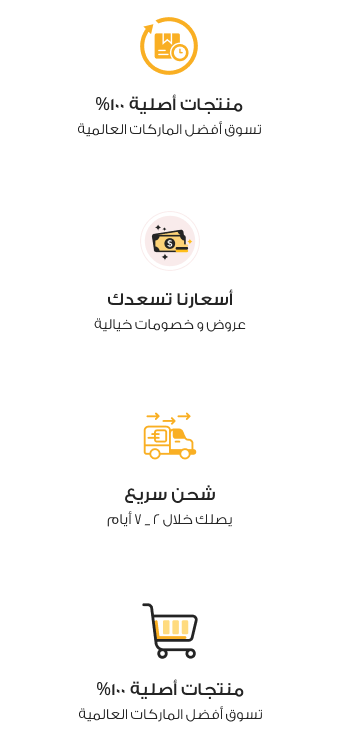 منتجات أصلية ١٠٠%
تسوق أفضل الماركات العالمية
أسعارنا تسعدك
عروض و خصومات خيالية
شحن سريع
يصلك خلال ٢ _ ٧ أيام
منتجات أصلية ١٠٠%
تسوق أفضل الماركات العالمية